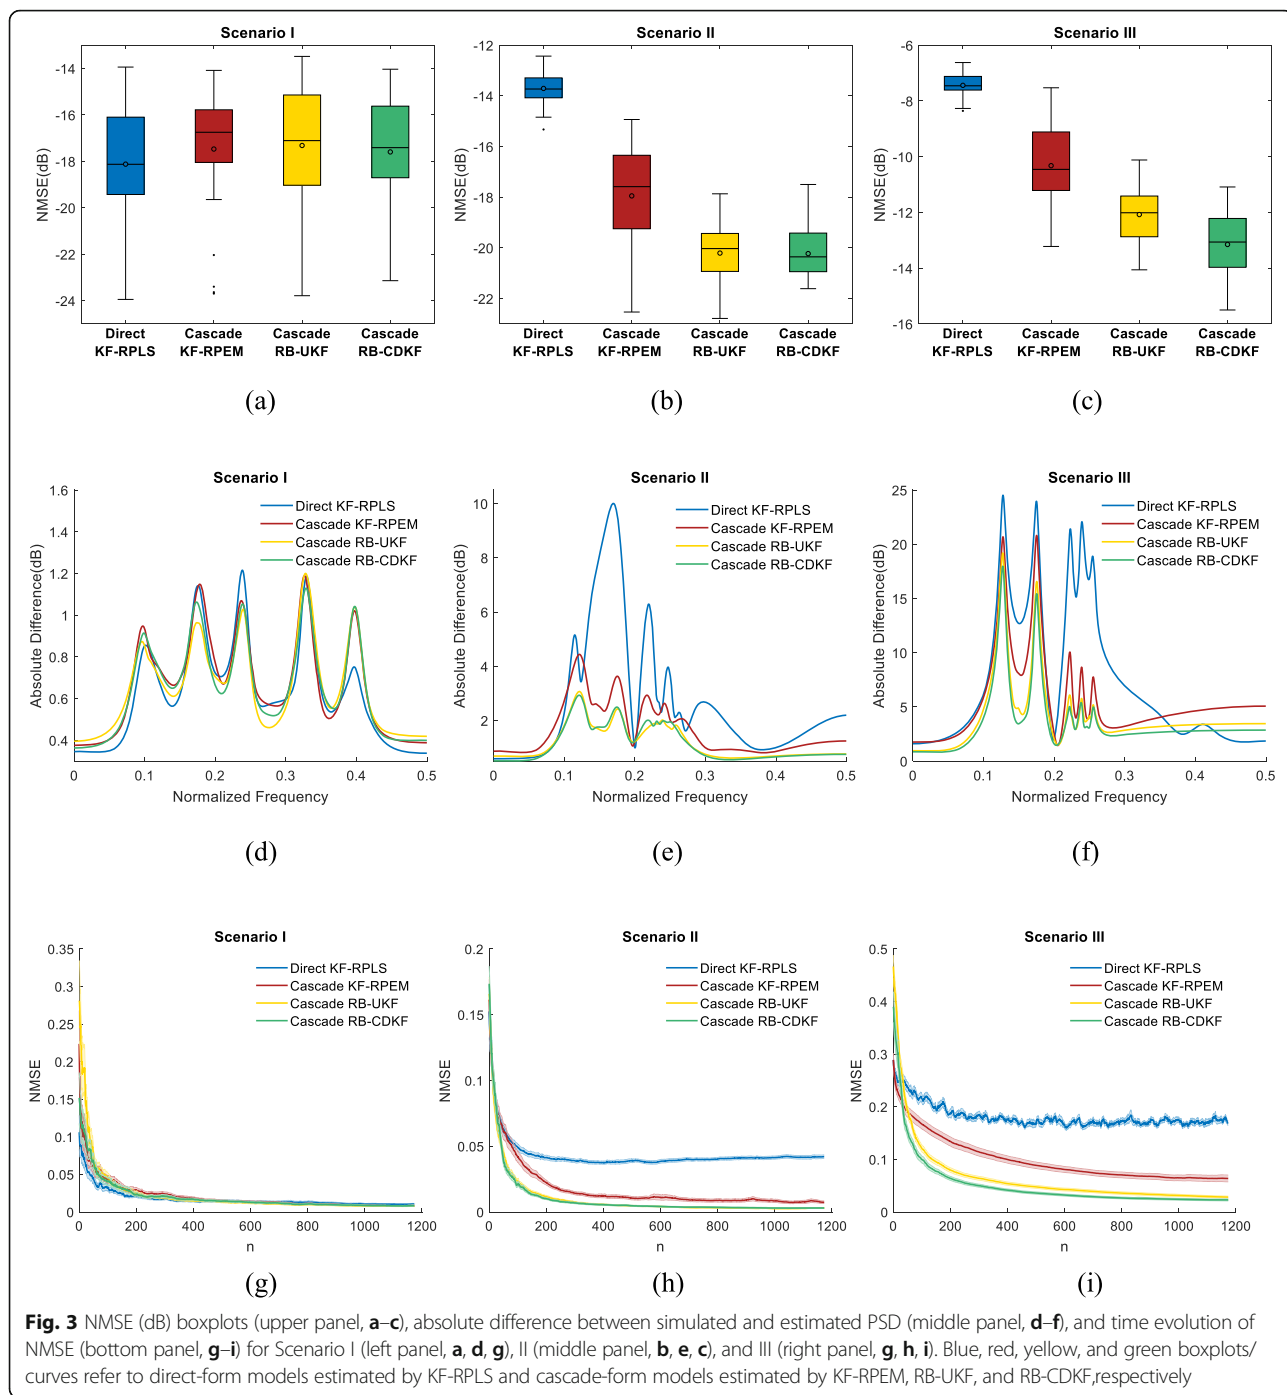 Scenario I
NMSE(dB)
-14
-16
-18
-20
-22
-24
Direct KF-RPLS
Cascade KF-RPEM
Cascade RB-UKF
Cascade RB-CDKF
(a)
Scenario II
NMSE(dB)
-12
-14
-16
-18
-20
-22
Direct KF-RPLS
Cascade KF-RPEM
Cascade RB-UKF
Cascade RB-CDKF
(b)
Scenario III
NMSE(dB)
-6
-8
-10
-12
-14
-16
Direct KF-RPLS
Cascade KF-RPEM
Cascade RB-UKF
Cascade RB-CDKF
(c)
Scenario I
Absolute Difference(dB)
1.6
1.4
1.2
1
0.8
0.6
0.4
Direct KF-RPLS
Cascade KF-RPEM
Cascade RB-UKF
Cascade RB-CDKF
0 0.1 0.2 0.3 0.4 0.5
Normalized Frequency
(d)
Scenario II
Absolute Difference(dB)
10
8
6
4
2
Direct KF-RPLS
Cascade KF-RPEM
Cascade RB-UKF
Cascade RB-CDKF
0 0.1 0.2 0.3 0.4 0.5
Normalized Frequency
(e)
Scenario III
Absolute Difference(dB)
25
20
15
10
5
0
Direct KF-RPLS
Cascade KF-RPEM
Cascade RB-UKF
Cascade RB-CDKF
0 0.1 0.2 0.3 0.4 0.5
Normalized Frequency
(f)
Scenario I
NMSE
0.35
0.3
0.25
0.2
0.15
0.1
0.05
0
Direct KF-RPLS
Cascade KF-RPEM
Cascade RB-UKF
Cascade RB-CDKF
0 200 400 600 800 1000 1200
n
(g)
Scenario II
NMSE
0.2
0.15
0.1
0.05
0
Direct KF-RPLS
Cascade KF-RPEM
Cascade RB-UKF
Cascade RB-CDKF
0 200 400 600 800 1000 1200
n
(h)
Scenario III
NMSE
0.5
0.4
0.3
0.2
0.1
0
Direct KF-RPLS
Cascade KF-RPEM
Cascade RB-UKF
Cascade RB-CDKF
0 200 400 600 800 1000 1200
n
(i)
Fig. 3 NMSE (dB) boxplots (upper panel, a–c), absolute difference between simulated and estimated PSD (middle panel, d–f), and time evolution of
NMSE (bottom panel, g–i) for Scenario I (left panel, a, d, g), II (middle panel, b, e, c), and III (right panel, g, h, i). Blue, red, yellow, and green boxplots/
curves refer to direct-form models estimated by KF-RPLS and cascade-form models estimated by KF-RPEM, RB-UKF, and RB-CDKF,respectively